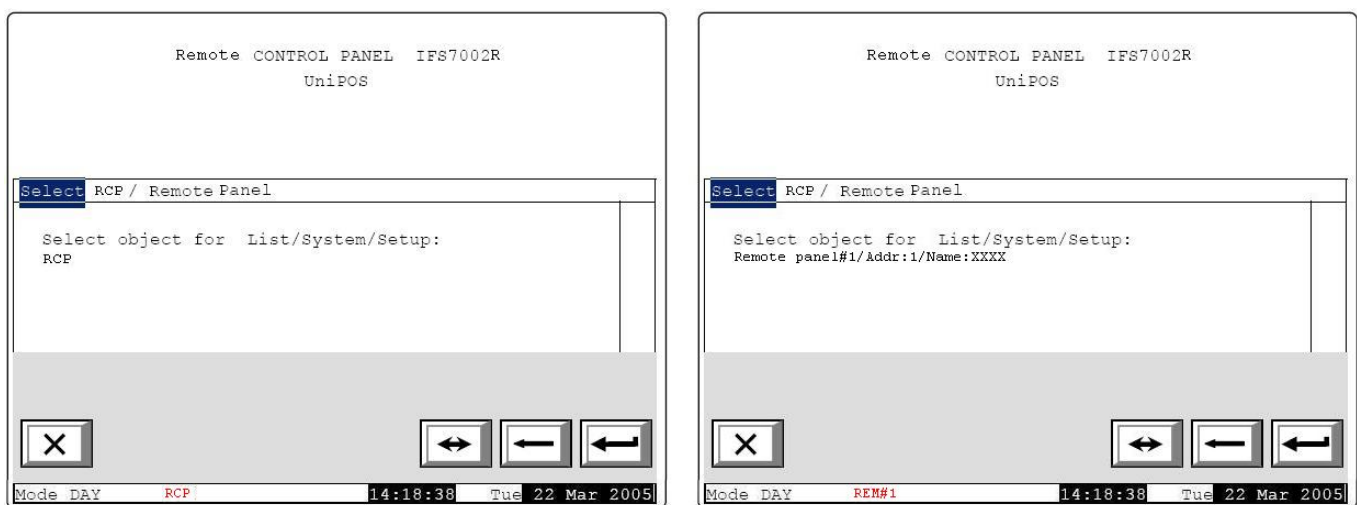 Remote CONTROL PANEL IFS7002R
UniPOS
Select RCP / Remote Panel
Select object for List/System/Setup:
RCP
Mode DAY RCP 14:18:38 Tue 22 Mar 2005
Remote CONTROL PANEL IFS7002R
UniPOS
Select RCP / Remote Panel
Select object for List/System/Setup:
Remote panel#1/Addr:1/Name:XXXX
Mode DAY REM#1 14:18:38 Tue 22 Mar 2005